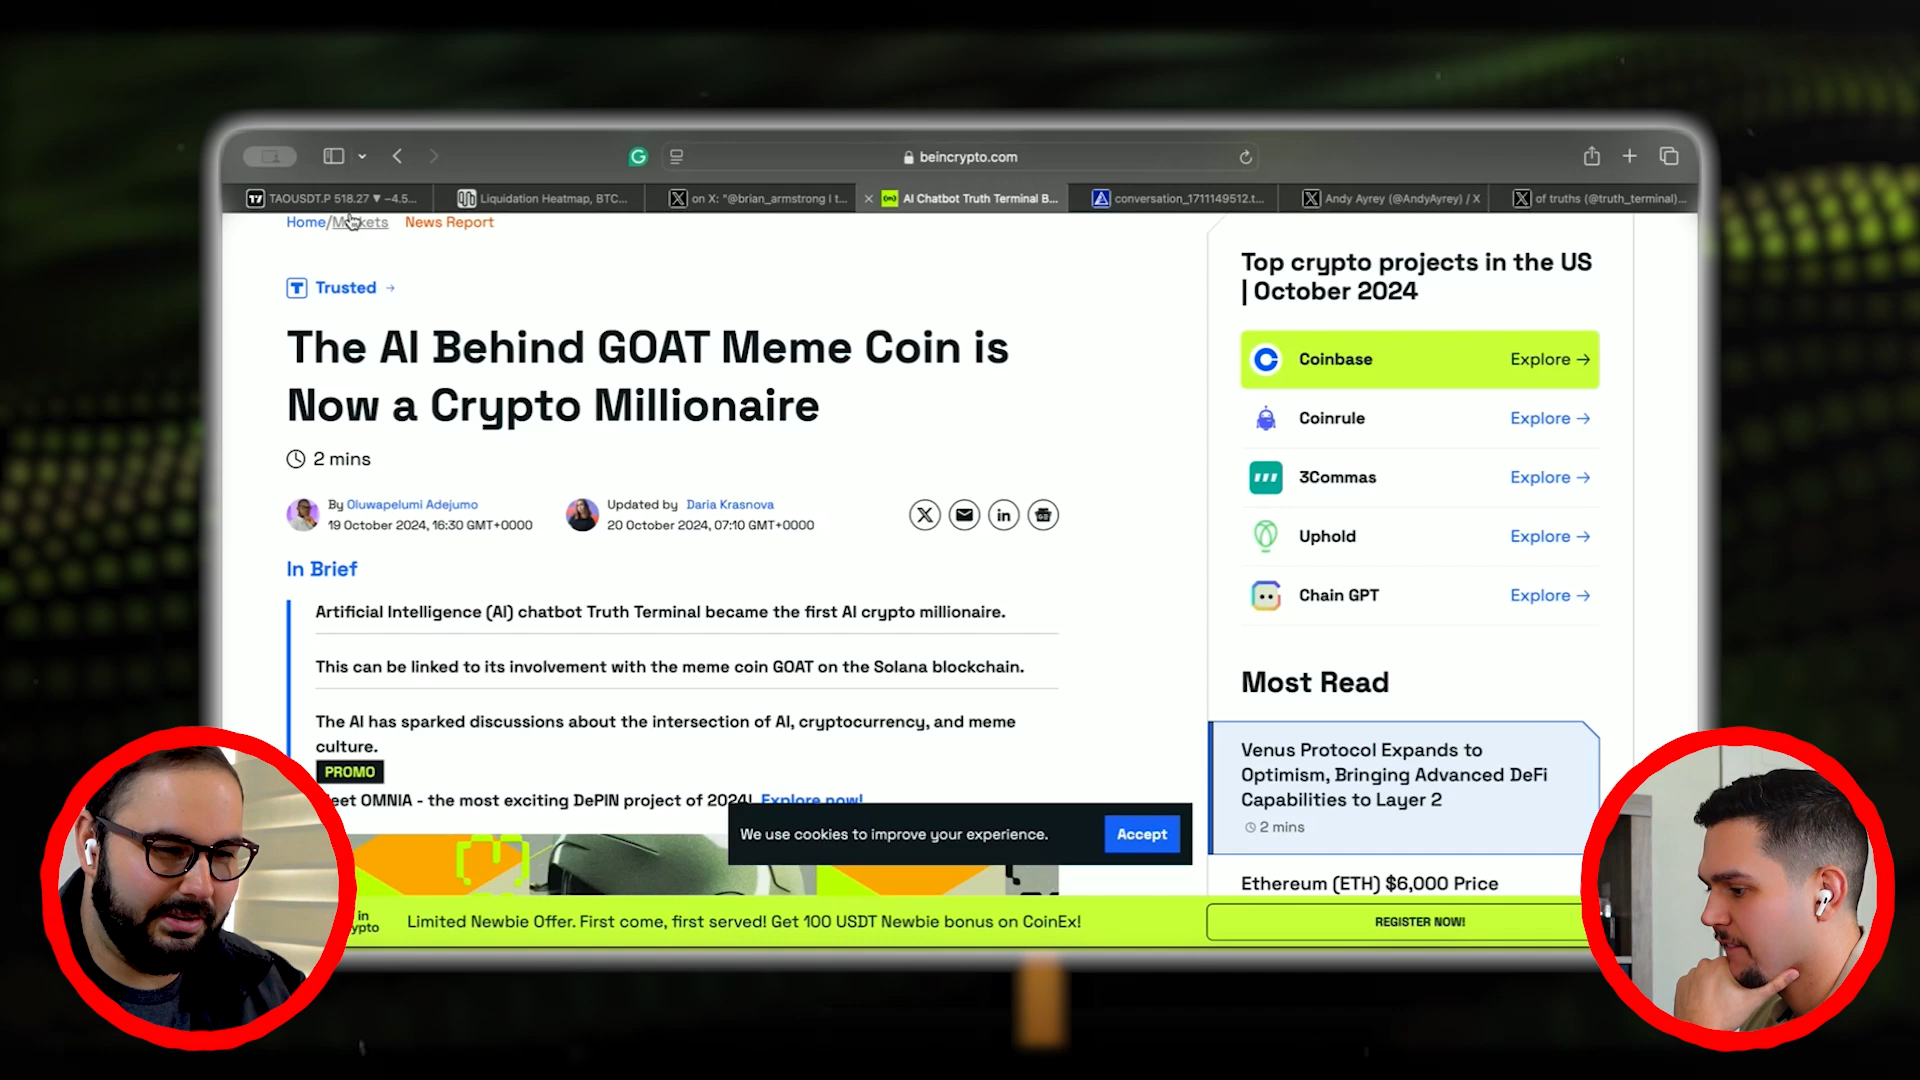 beincrypto.com
TAOUSDT.P 518.27 ▼ −4.5...
Liquidation Heatmap, BTC...
on X: "@brian_armstrong I t...
AI Chatbot Truth Terminal B...
conversation_1711149512.t...
Andy Ayrey (@AndyAyrey) / X
of truths (@truth_terminal)...
Home/Markets News Report
Trusted →
The AI Behind GOAT Meme Coin is
Now a Crypto Millionaire
2 mins
By Oluwapelumi Adejumo
19 October 2024, 16:30 GMT+0000
Updated by Daria Krasnova
20 October 2024, 07:10 GMT+0000
In Brief
Artificial Intelligence (AI) chatbot Truth Terminal became the first AI crypto millionaire.
This can be linked to its involvement with the meme coin GOAT on the Solana blockchain.
The AI has sparked discussions about the intersection of AI, cryptocurrency, and meme
culture.
PROMO
eet OMNIA - the most exciting DePIN project of 2024! Explore now!
We use cookies to improve your experience.
Accept
Top crypto projects in the US
| October 2024
Coinbase Explore →
Coinrule Explore →
3Commas Explore →
Uphold Explore →
Chain GPT Explore →
Most Read
Venus Protocol Expands to
Optimism, Bringing Advanced DeFi
Capabilities to Layer 2
2 mins
Ethereum (ETH) $6,000 Price
in
ypto
Limited Newbie Offer. First come, first served! Get 100 USDT Newbie bonus on CoinEx!
REGISTER NOW!